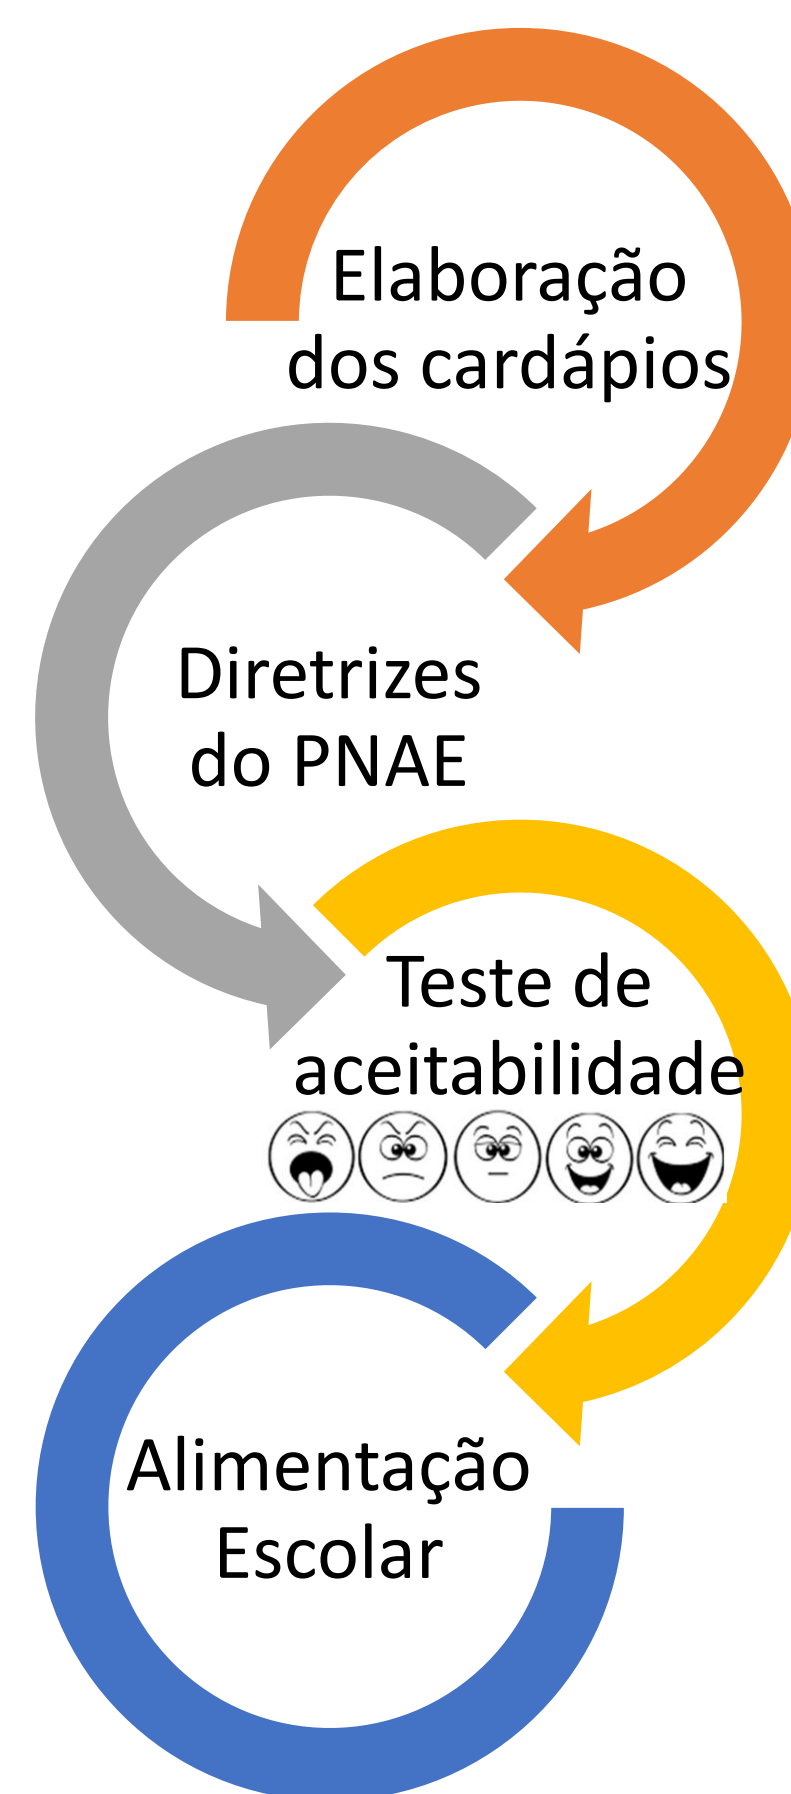 Elaboração
dos cardápios
Diretrizes
do PNAE
Teste de
aceitabilidade
Alimentação
Escolar